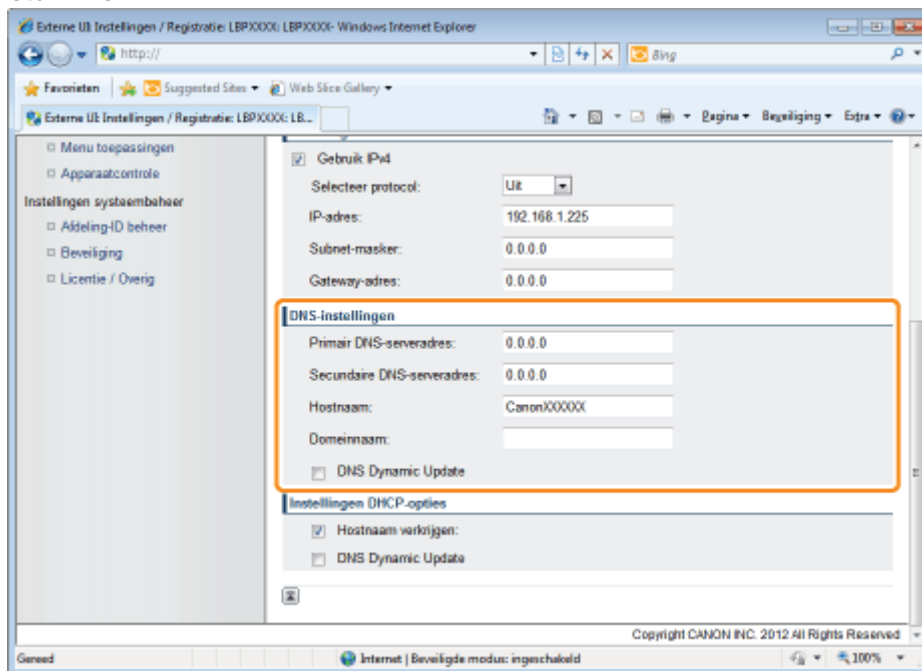 Externe UI: Instellingen / Registratie: LBPXXXX: LBPXXXX- Windows Internet Explorer
http://
Bing
Favorieten
Suggested Sites
Web Slice Gallery
Externe UI: Instellingen / Registratie: LBPXXXX: LB...
Pagina
Beveiliging
Extra
Menu toepassingen
Apparaatcontrole
Instellingen systeembeheer
Afdeling-ID beheer
Beveiliging
Licentie / Overig
Gebruik IPv4
Selecteer protocol: Uit
IP-adres: 192.168.1.225
Subnet-masker: 0.0.0.0
Gateway-adres: 0.0.0.0
DNS-instellingen
Primair DNS-serveradres: 0.0.0.0
Secundaire DNS-serveradres: 0.0.0.0
Hostnaam: CanonXXXXXX
Domeinnaam:
DNS Dynamic Update
Instellingen DHCP-opties
Hostnaam verkrijgen:
DNS Dynamic Update
Copyright CANON INC. 2012 All Rights Reserved
Gereed
Internet | Beveiligde modus: ingeschakeld
100%